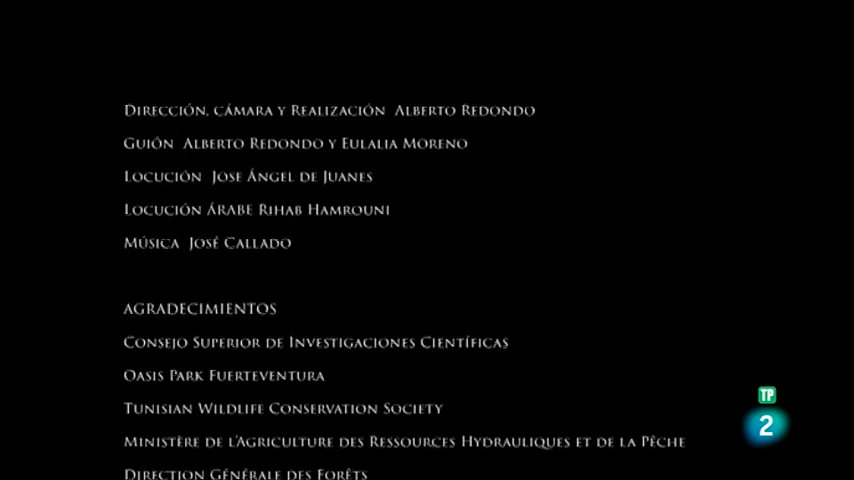 Dirección, cámara y Realización Alberto Redondo
Guión Alberto Redondo y Eulalia Moreno
Locución Jose Ángel de Juanes
Locución ÁRABE Rihab Hamrouni
Música José Callado
AGRADECIMIENTOS
Consejo Superior de Investigaciones Científicas
Oasis Park Fuerteventura
Tunisian Wildlife Conservation Society
Ministère de l'Agriculture des Ressources Hydrauliques et de la Pêche
Direction Générale des Forêts
TP
2